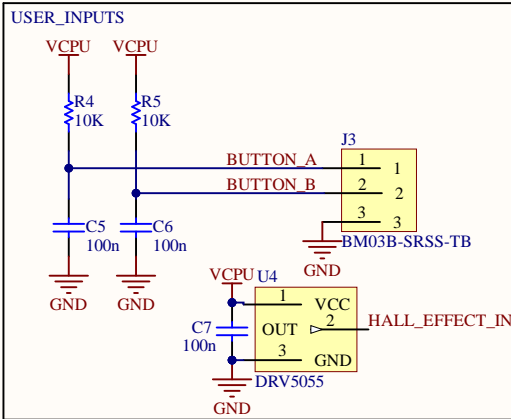 USER_INPUTS
VCPU VCPU
R4 R5
10K 10K
J3
BUTTON_A 1 1
BUTTON_B 2 2
3 3
C5 C6
100n 100n
BM03B-SRSS-TB
GND
GND GND
VCPU U4
1 VCC
C7 OUT 2 HALL_EFFECT_IN
100n
3 GND
DRV5055
GND